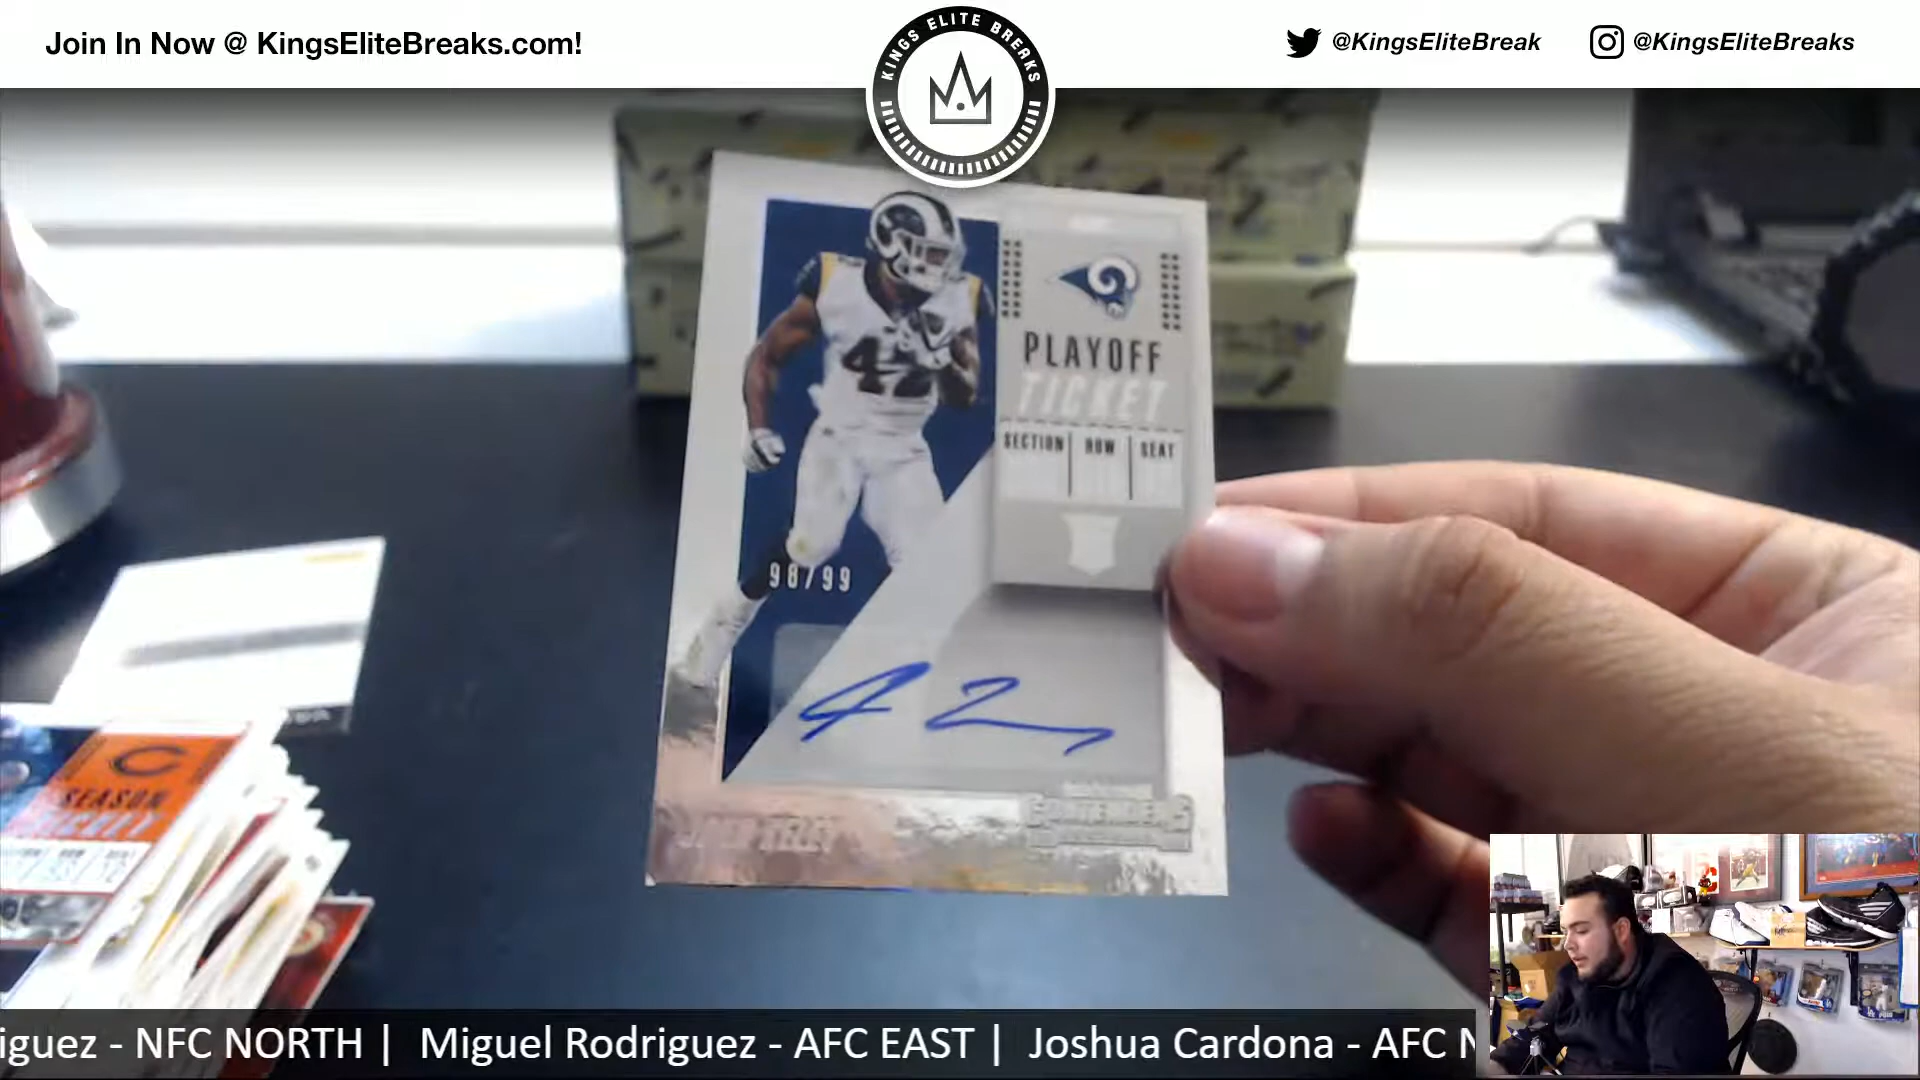 Join In Now @ KingsEliteBreaks.com!
KINGS ELITE BREAKS
@KingsEliteBreak
@KingsEliteBreaks
PLAYOFF
TICKET
SECTION ROW SEAT
42
98/99
CONTENDERS
SEASON
TICKET
iguez - NFC NORTH | Miguel Rodriguez - AFC EAST | Joshua Cardona - AFC N